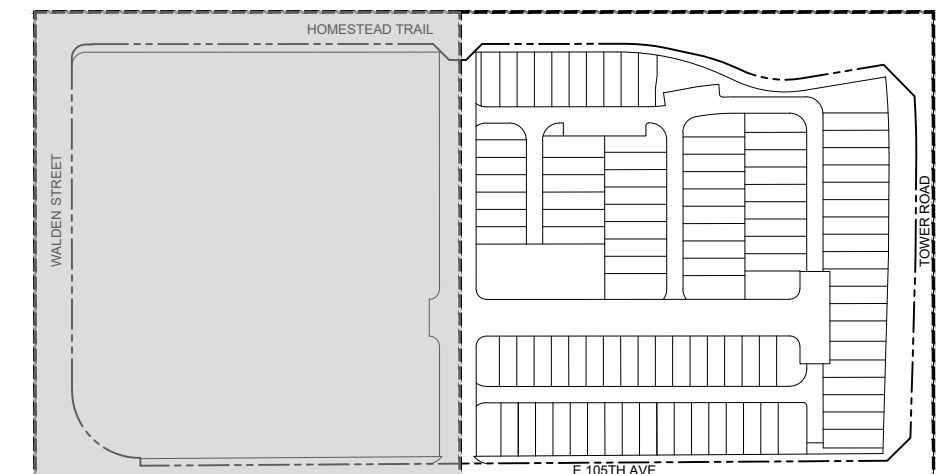 HOMESTEAD TRAIL
WALDEN STREET
TOWER ROAD
E 105TH AVE